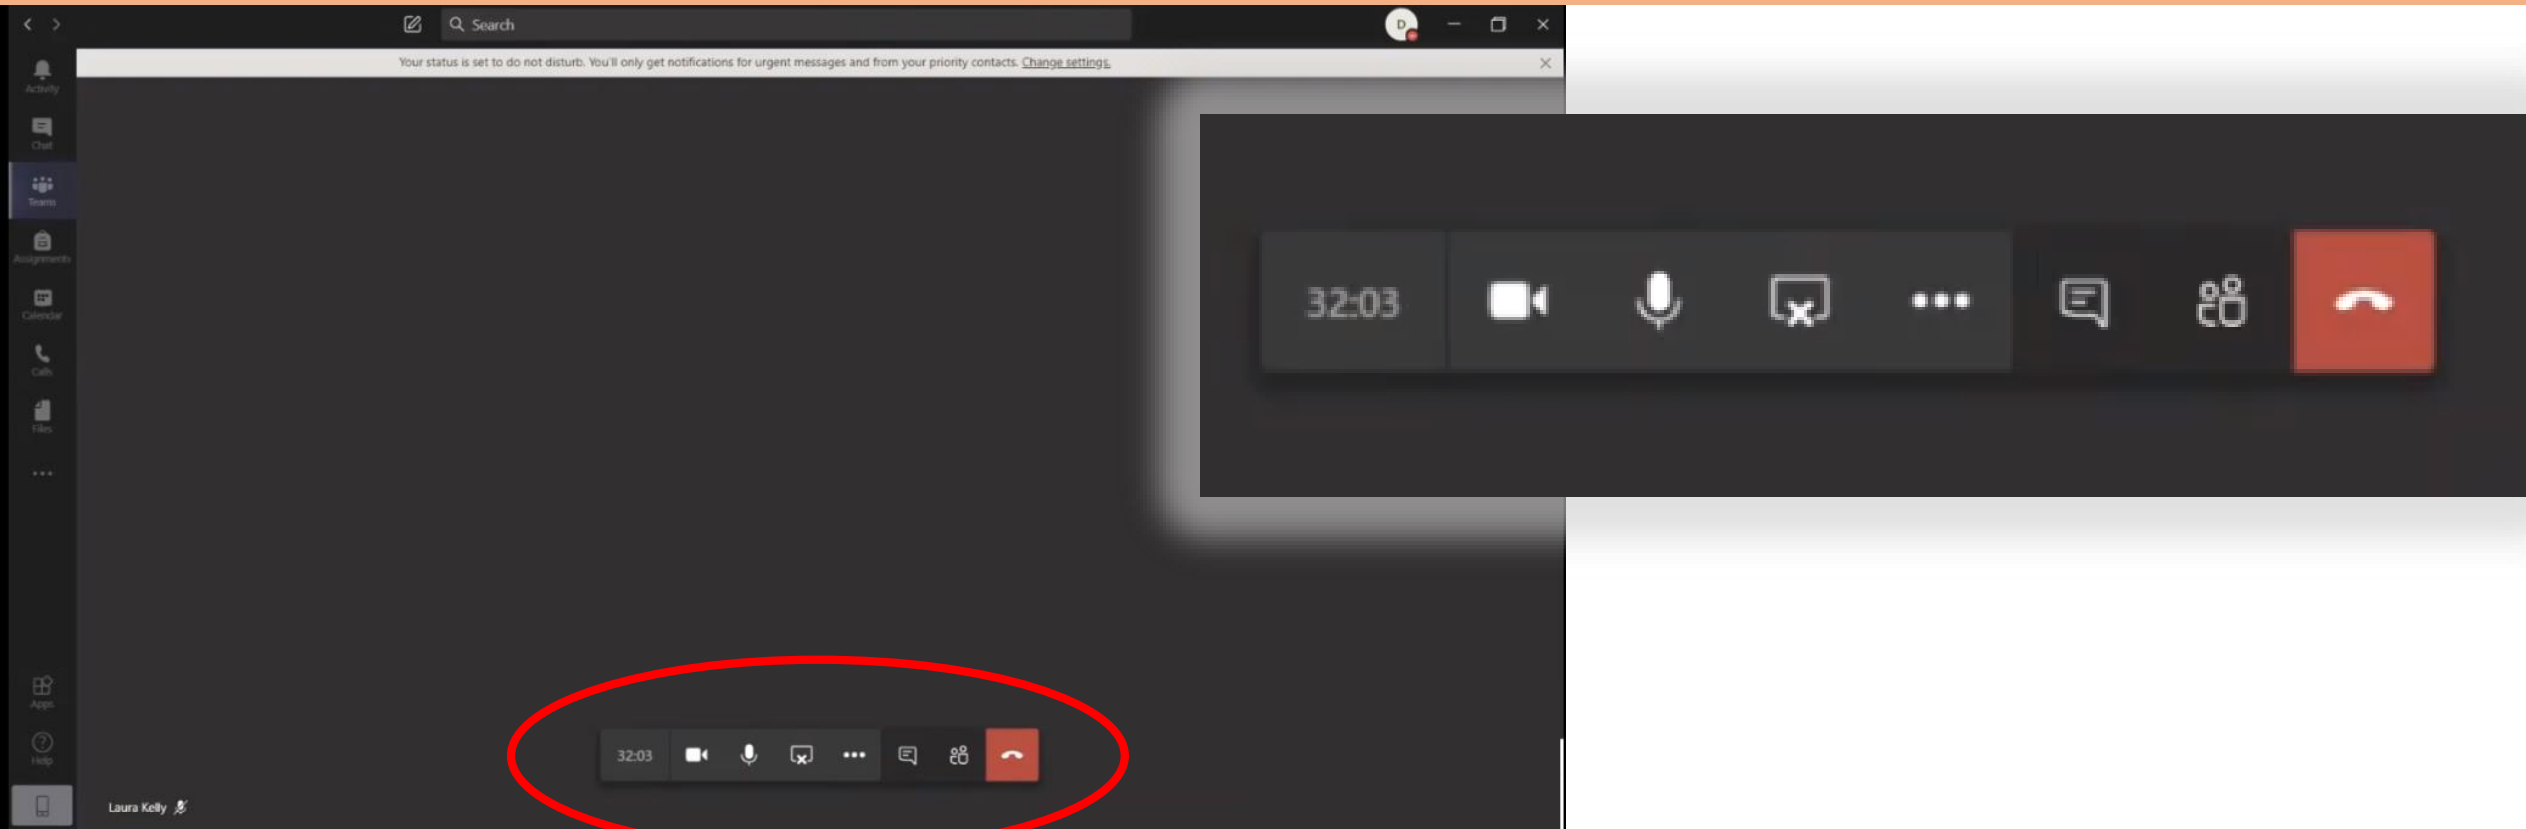 Search
D
Your status is set to do not disturb. You'll only get notifications for urgent messages and from your priority contacts. Change settings.
Activity
Chat
Teams
Assignments
Calendar
Calls
Files
Apps
Help
32:03
32:03
Laura Kelly